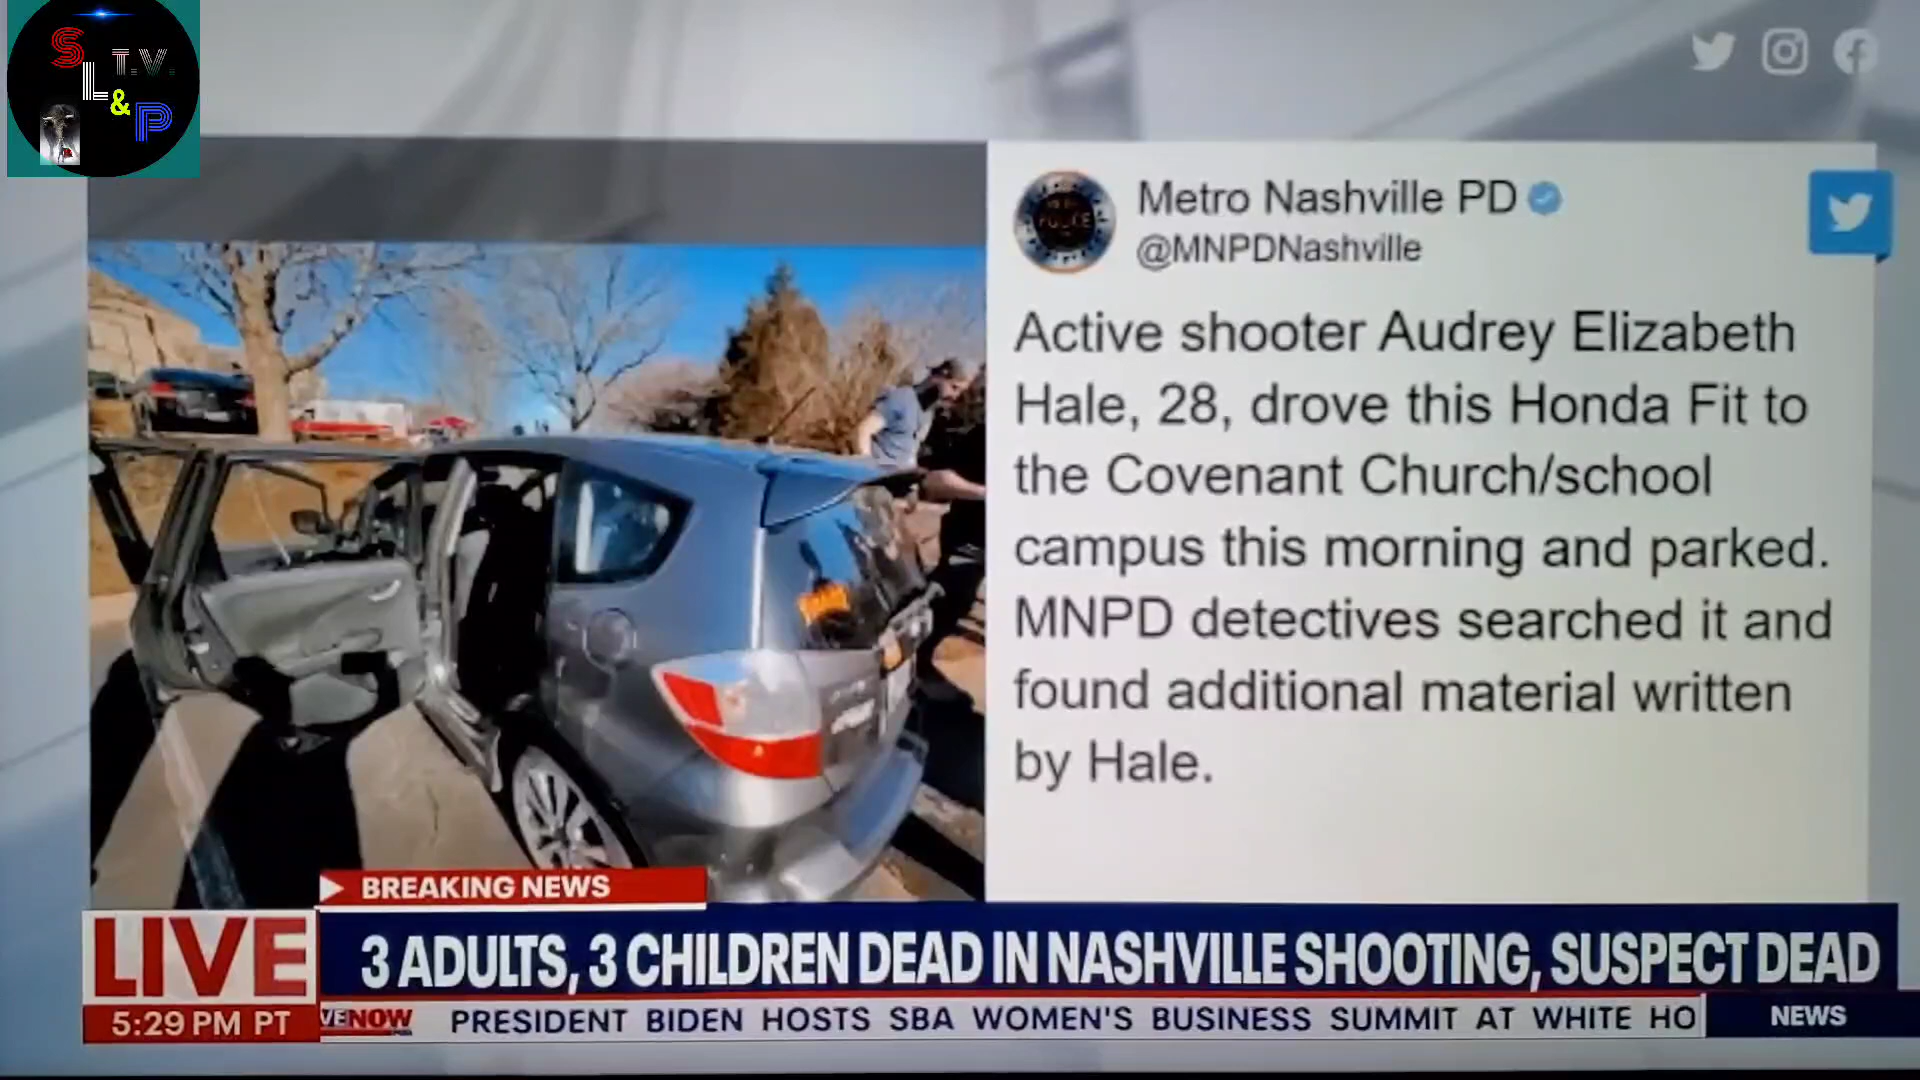 S
T.V.
L
&
P
Metro Nashville PD
@MNPDNashville
Active shooter Audrey Elizabeth
Hale, 28, drove this Honda Fit to
the Covenant Church/school
campus this morning and parked.
MNPD detectives searched it and
found additional material written
by Hale.
BREAKING NEWS
LIVE
3 ADULTS, 3 CHILDREN DEAD IN NASHVILLE SHOOTING, SUSPECT DEAD
5:29 PM PT
VENOW
PRESIDENT BIDEN HOSTS SBA WOMEN'S BUSINESS SUMMIT AT WHITE HO
NEWS